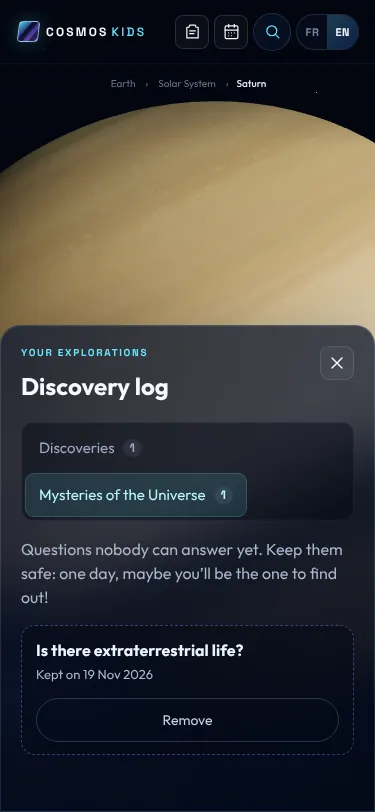 COSMOS KIDS
FR EN
Earth › Solar System › Saturn
YOUR EXPLORATIONS
Discovery log
Discoveries 1
Mysteries of the Universe 1
Questions nobody can answer yet. Keep them
safe: one day, maybe you’ll be the one to find
out!
Is there extraterrestrial life?
Kept on 19 Nov 2026
Remove